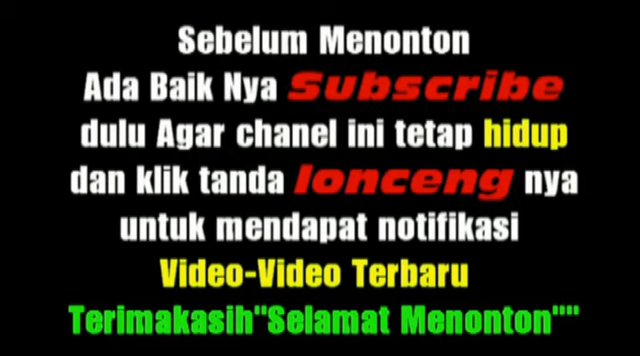 Sebelum Menonton
Ada Baik Nya Subscribe
dulu Agar chanel ini tetap hidup
dan klik tanda lonceng nya
untuk mendapat notifikasi
Video-Video Terbaru
Terimakasih"Selamat Menonton""